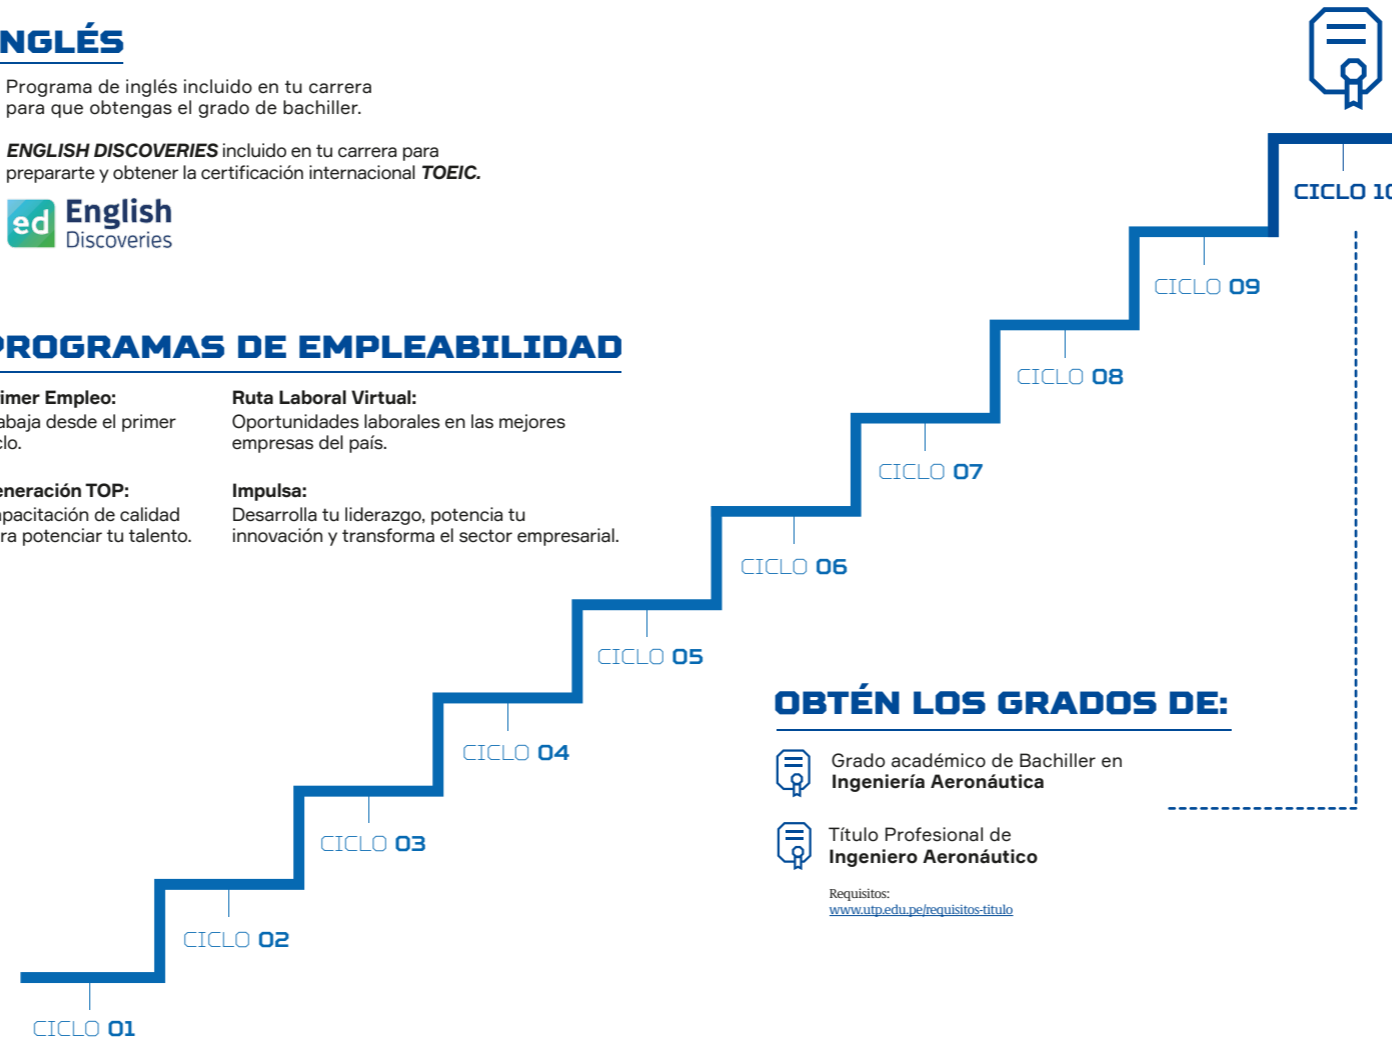 NGLÉS
Programa de inglés incluido en tu carrera
para que obtengas el grado de bachiller.
ENGLISH DISCOVERIES incluido en tu carrera para
prepararte y obtener la certificación internacional TOEIC.
ed English
Discoveries
PROGRAMAS DE EMPLEABILIDAD
imer Empleo:
abaja desde el primer
clo.
Ruta Laboral Virtual:
Oportunidades laborales en las mejores
empresas del país.
eneración TOP:
pacitación de calidad
ra potenciar tu talento.
Impulsa:
Desarrolla tu liderazgo, potencia tu
innovación y transforma el sector empresarial.
CICLO 10
CICLO 09
CICLO 08
CICLO 07
CICLO 06
CICLO 05
CICLO 04
CICLO 03
CICLO 02
CICLO 01
OBTÉN LOS GRADOS DE:
Grado académico de Bachiller en
Ingeniería Aeronáutica
Título Profesional de
Ingeniero Aeronáutico
Requisitos:
www.utp.edu.pe/requisitos-titulo